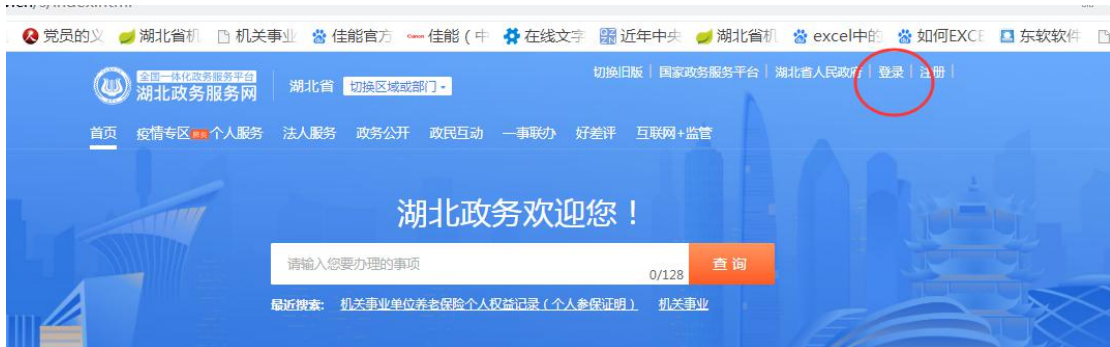 党员的义 湖北省机 机关事业 佳能官方 佳能（中 在线文字 近年中央 湖北省机 excel中的 如何EXCE 东软软件
全国一体化政务服务平台
湖北政务服务网
湖北省 切换区域或部门
切换旧版 | 国家政务服务平台 | 湖北省人民政府 | 登录 | 注册 |
首页 疫情专区 个人服务 法人服务 政务公开 政民互动 一事联办 好差评 互联网+监管
湖北政务欢迎您！
请输入您要办理的事项
0/128
查 询
最近搜索: 机关事业单位养老保险个人权益记录（个人参保证明） 机关事业